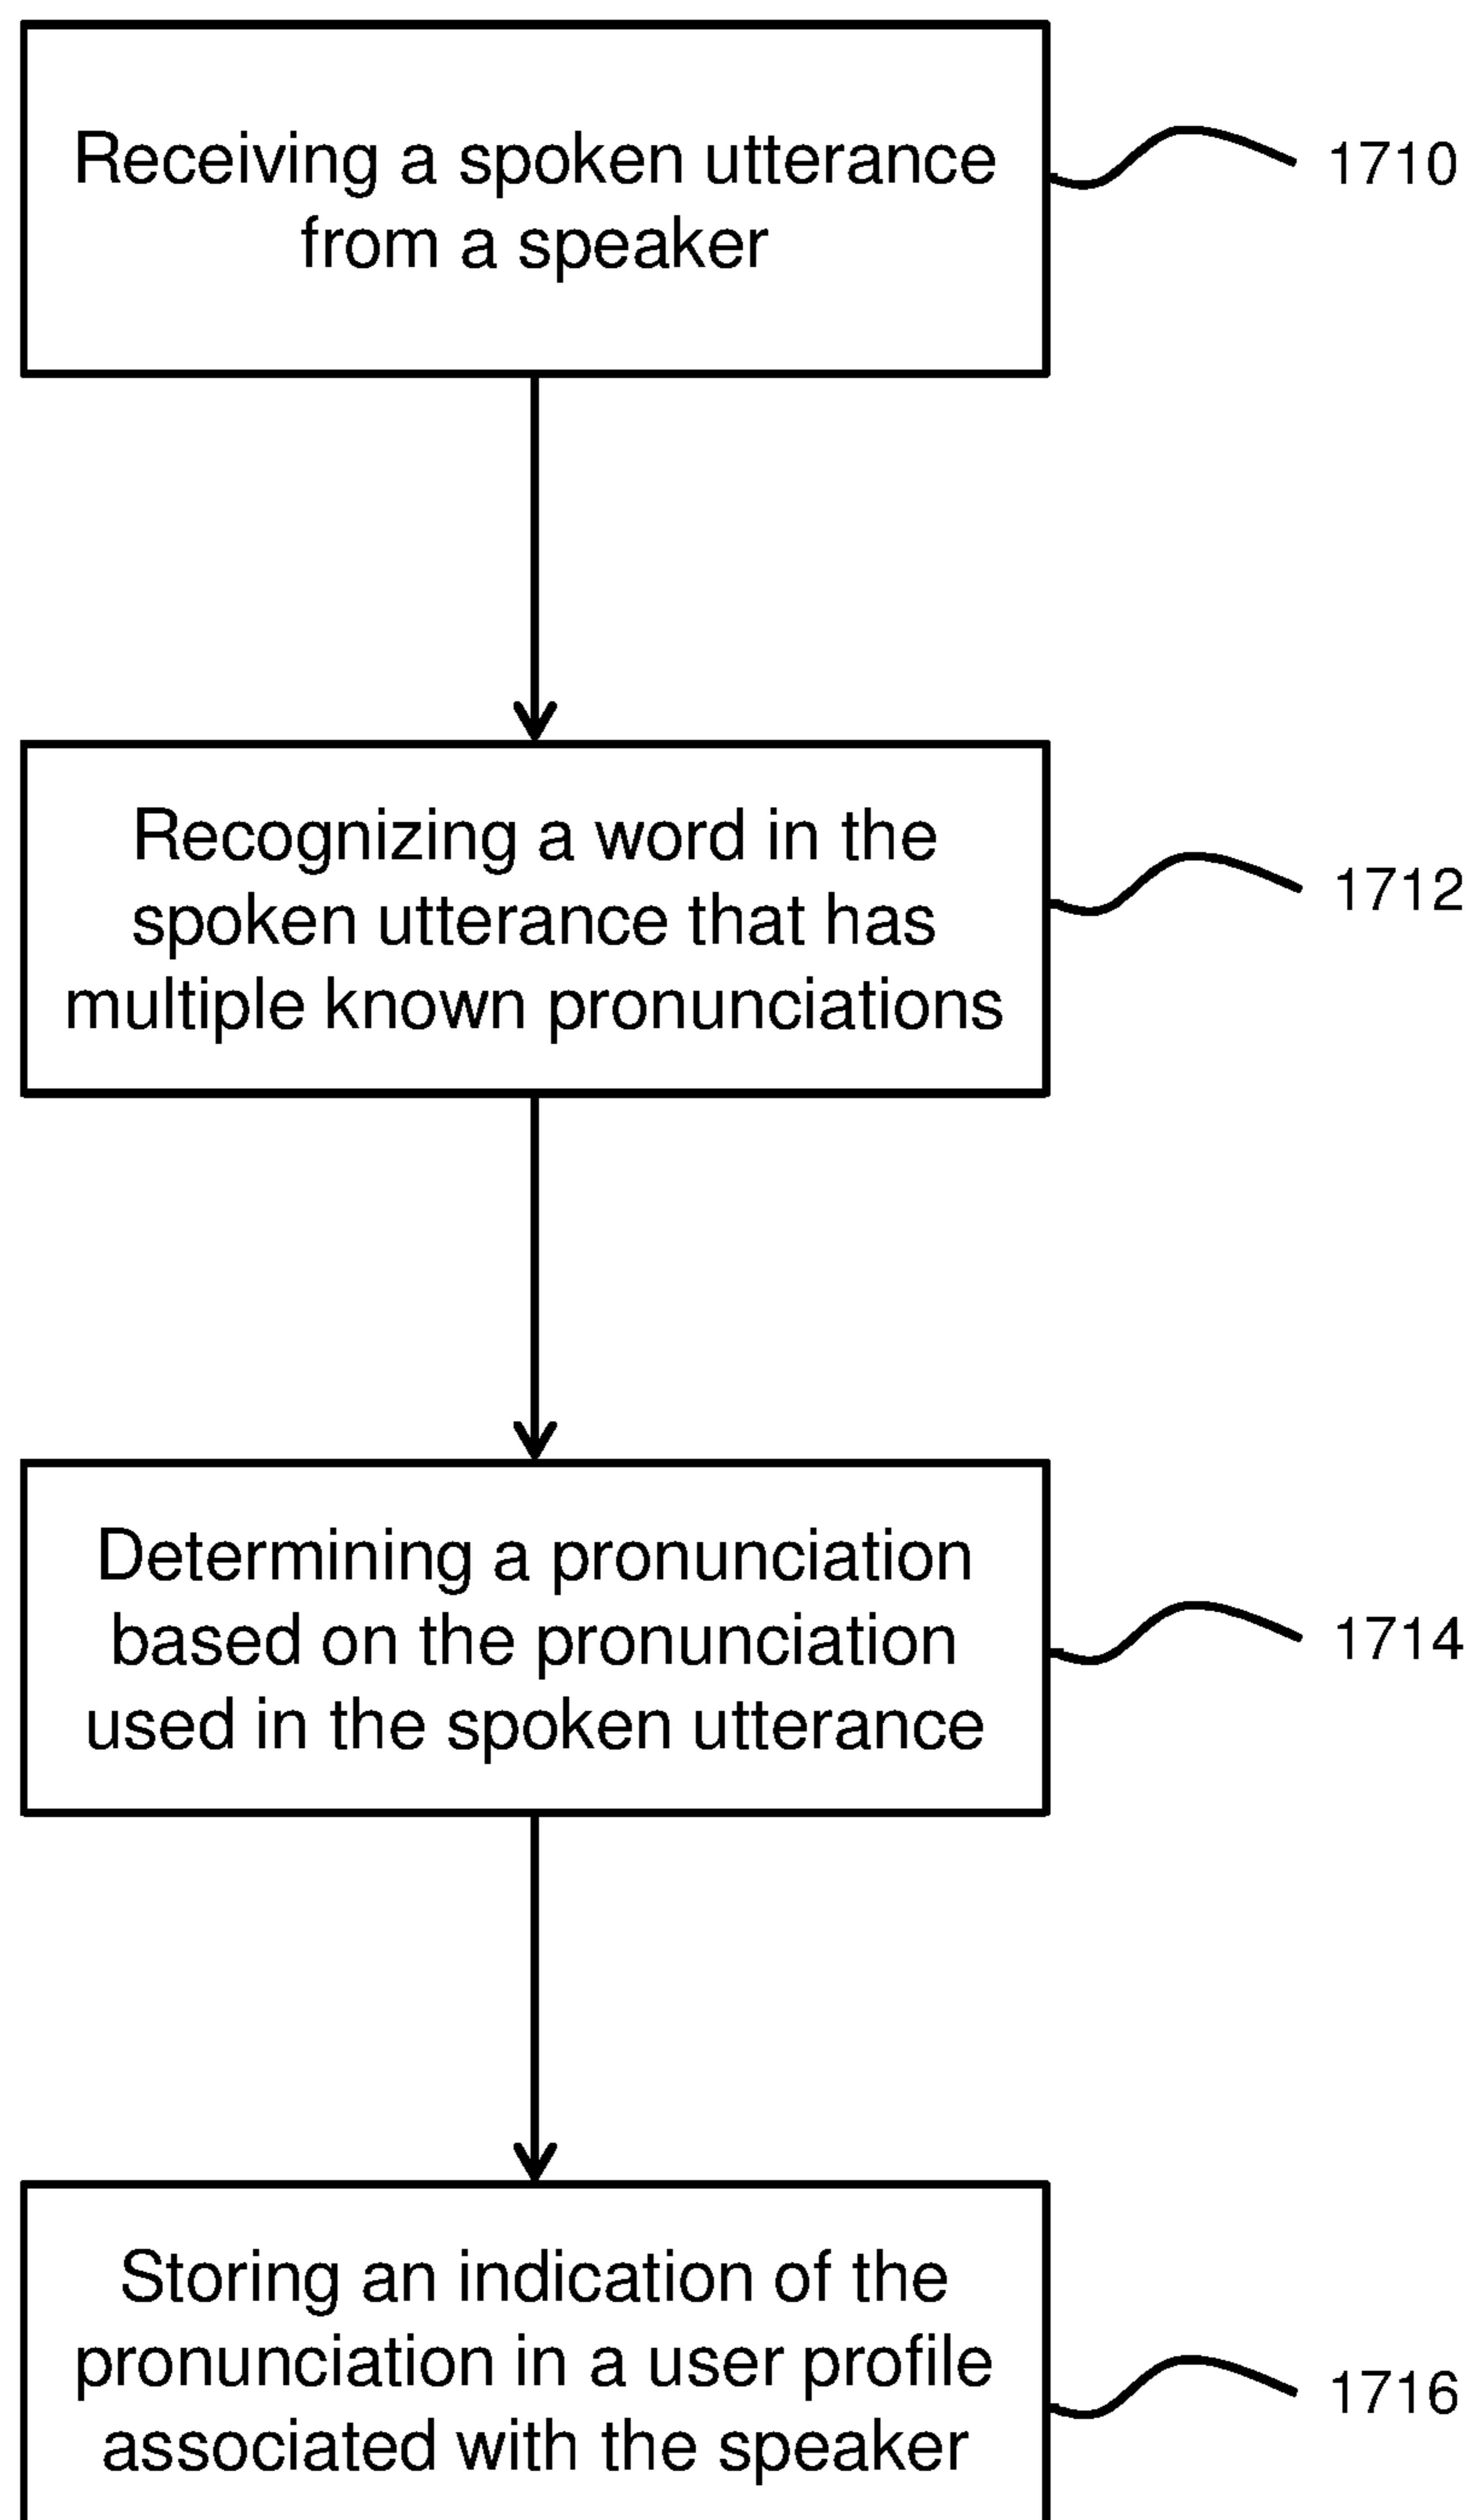 Receiving a spoken utterance
from a speaker
1710
Recognizing a word in the
spoken utterance that has
multiple known pronunciations
1712
Determining a pronunciation
based on the pronunciation
used in the spoken utterance
1714
Storing an indication of the
pronunciation in a user profile
associated with the speaker
1716